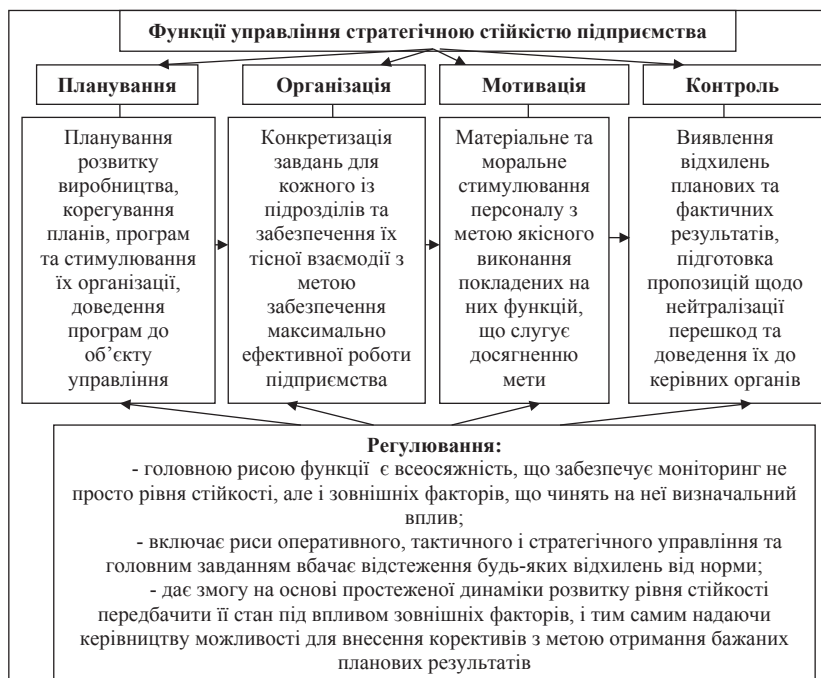 Функції управління стратегічною стійкістю підприємства
Планування
Організація
Мотивація
Контроль
Планування
розвитку
виробництва,
корегування
планів, програм
та стимулювання
їх організації,
доведення
програм до
об’єкту
управління
Конкретизація
завдань для
кожного із
підрозділів та
забезпечення їх
тісної взаємодії з
метою
забезпечення
максимально
ефективної роботи
підприємства
Матеріальне та
моральне
стимулювання
персоналу з
метою якісного
виконання
покладених на
них функцій,
що слугує
досягненню
мети
Виявлення
відхилень
планових та
фактичних
результатів,
підготовка
пропозицій щодо
нейтралізації
перешкод та
доведення їх до
керівних органів
Регулювання:
- головною рисою функції є всеосяжність, що забезпечує моніторинг не
просто рівня стійкості, але і зовнішніх факторів, що чинять на неї визначальний
вплив;
- включає риси оперативного, тактичного і стратегічного управління та
головним завданням вбачає відстеження будь-яких відхилень від норми;
- дає змогу на основі простеженої динаміки розвитку рівня стійкості
передбачити її стан під впливом зовнішніх факторів, і тим самим надаючи
керівництву можливості для внесення корективів з метою отримання бажаних
планових результатів